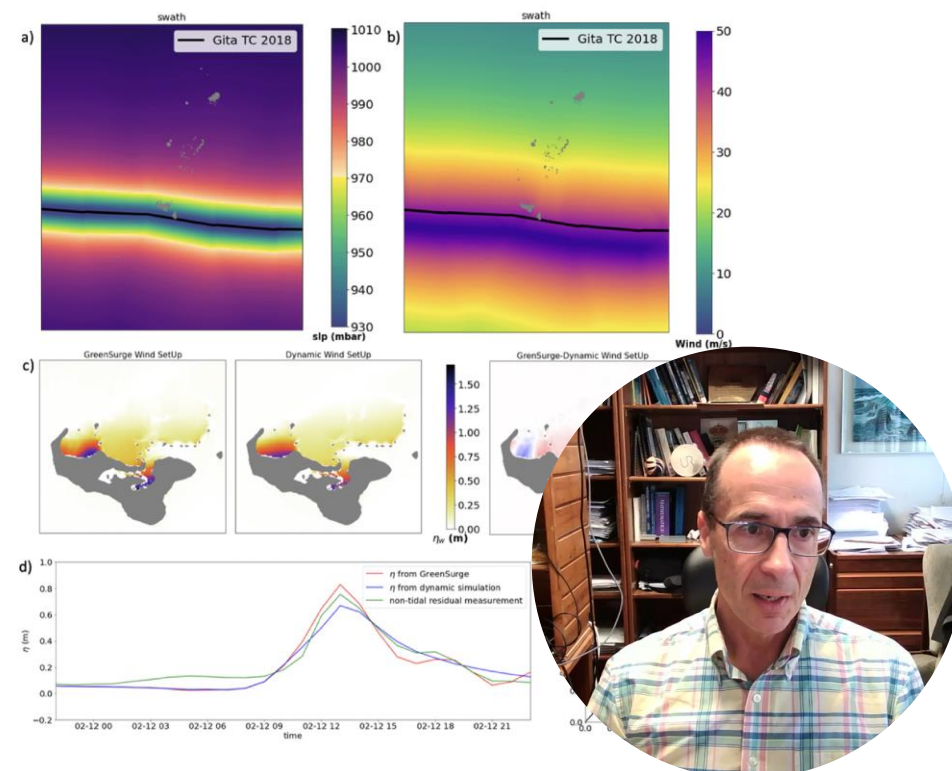 swath
a)
Gita TC 2018
1010
1000
990
980
970
960
950
940
930
slp (mbar)
swath
b)
Gita TC 2018
50
40
30
20
10
0
Wind (m/s)
c)
GreenSurge Wind SetUp
Dynamic Wind SetUp
GrenSurge-Dynamic Wind SetUp
1.50
1.25
1.00
0.75
0.50
0.25
0.00
ηw (m)
d)
η from GreenSurge
η from dynamic simulation
non-tidal residual measurement
1.0
0.8
0.6
0.4
0.2
0.0
−0.2
η (m)
02-12 00
02-12 03
02-12 06
02-12 09
02-12 12
02-12 15
02-12 18
02-12 21
time
0.0
0.0